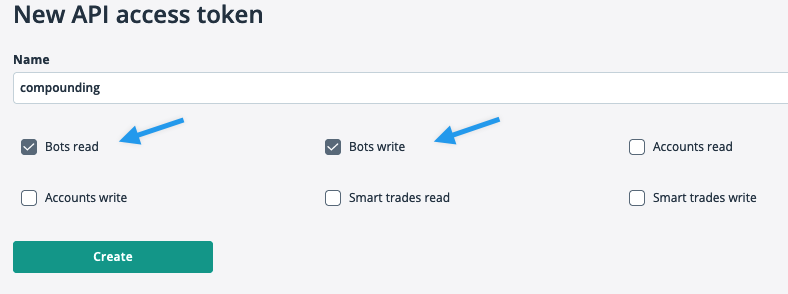 New API access token
Name
compounding
Bots read
Bots write
Accounts read
Accounts write
Smart trades read
Smart trades write
Create